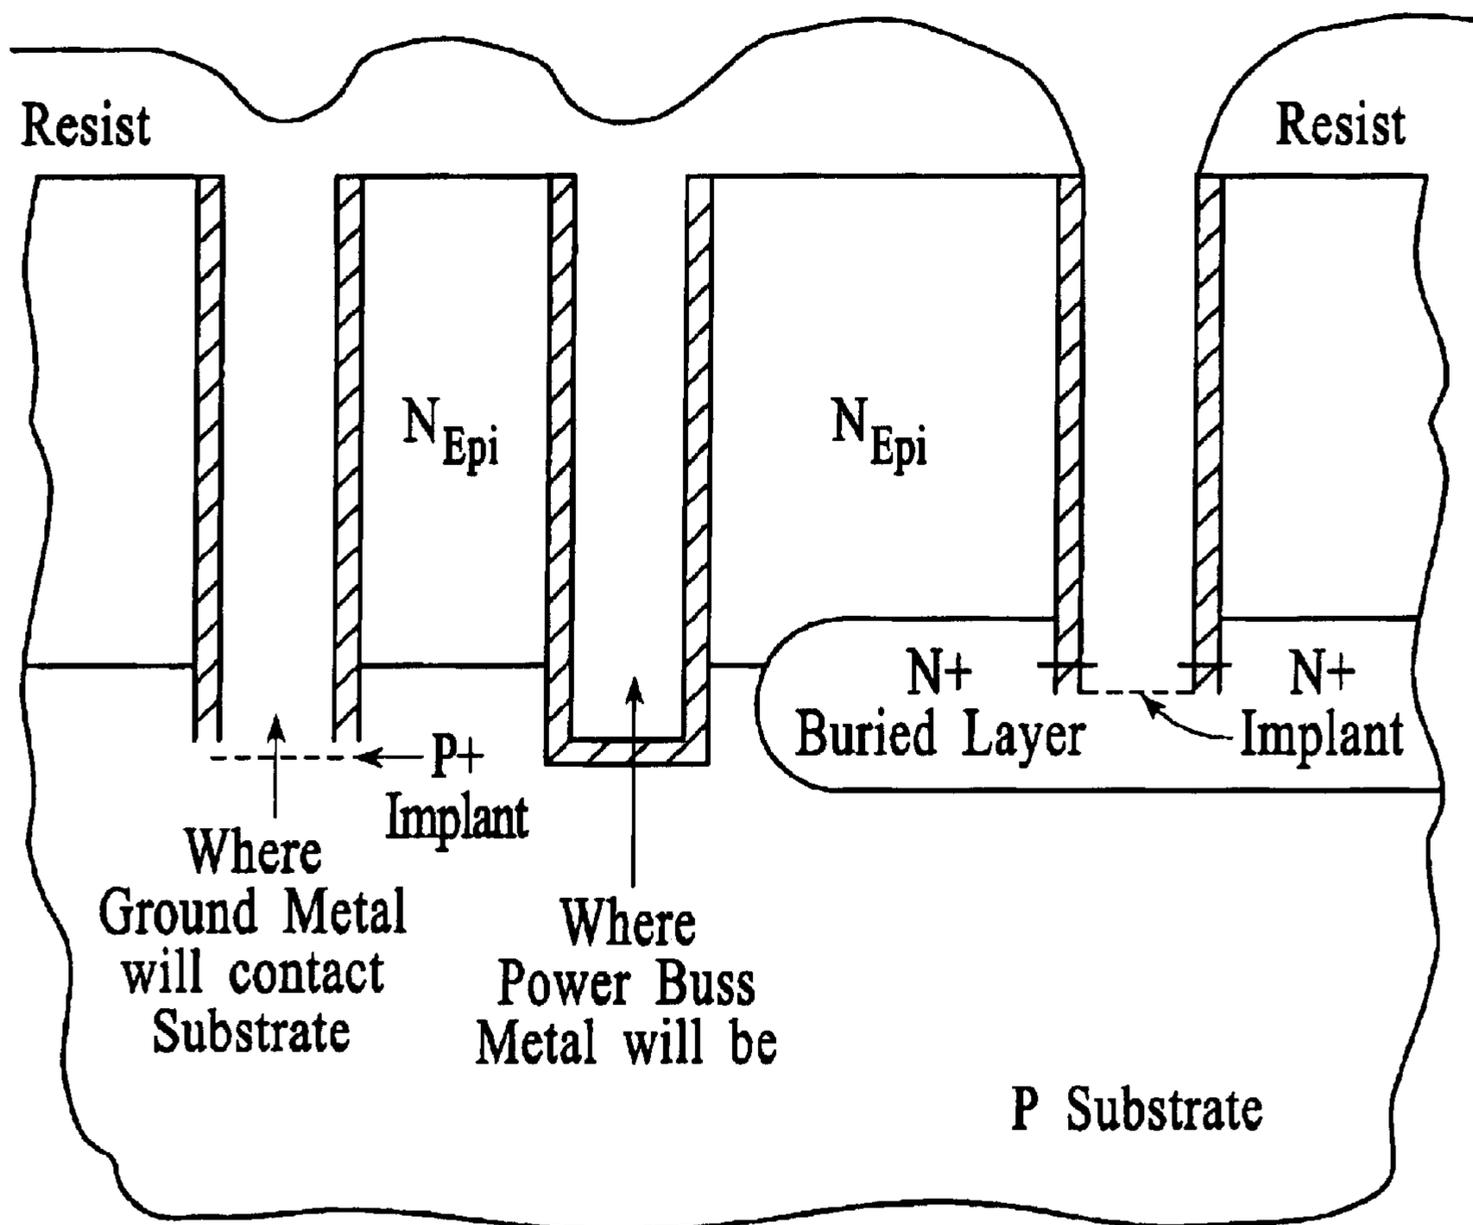 Resist
Resist
N Epi
N Epi
N+
Buried Layer
N+
Implant
P+
Implant
Where
Ground Metal
will contact
Substrate
Where
Power Buss
Metal will be
P Substrate